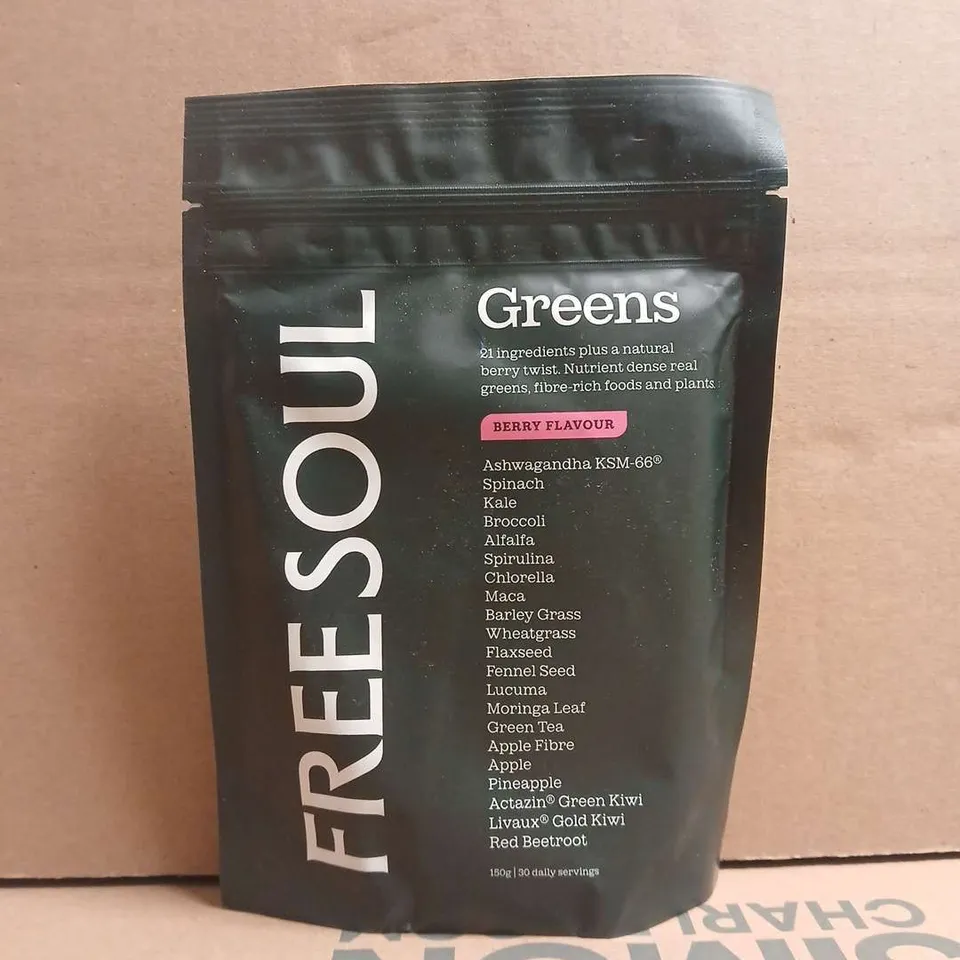 FREE SOUL
Greens
21 ingredients plus a natural
berry twist. Nutrient dense real
greens, fibre-rich foods and plants.
BERRY FLAVOUR
Ashwagandha KSM-66®
Spinach
Kale
Broccoli
Alfalfa
Spirulina
Chlorella
Maca
Barley Grass
Wheatgrass
Flaxseed
Fennel Seed
Lucuma
Moringa Leaf
Green Tea
Apple Fibre
Apple
Pineapple
Actazin® Green Kiwi
Livaux® Gold Kiwi
Red Beetroot
150g | 30 daily servings